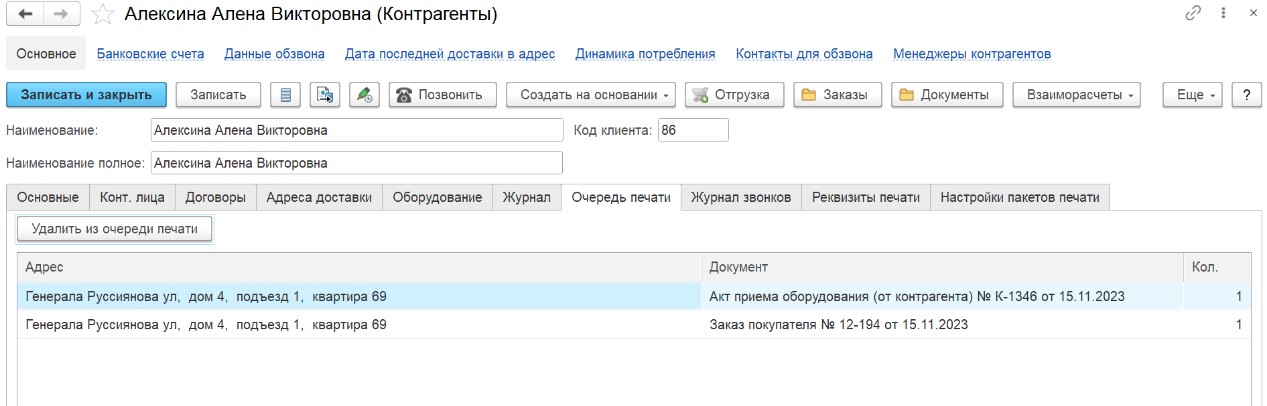 Алексина Алена Викторовна (Контрагенты)
Основное Банковские счета Данные обзвона Дата последней доставки в адрес Динамика потребления Контакты для обзвона Менеджеры контрагентов
Записать и закрыть Записать Позвонить Создать на основании Отгрузка Заказы Документы Взаиморасчеты Еще ?
Наименование: Алексина Алена Викторовна Код клиента: 86
Наименование полное: Алексина Алена Викторовна
Основные Конт. лица Договоры Адреса доставки Оборудование Журнал Очередь печати Журнал звонков Реквизиты печати Настройки пакетов печати
Удалить из очереди печати
Адрес Документ Кол.
Генерала Руссиянова ул, дом 4, подъезд 1, квартира 69 Акт приема оборудования (от контрагента) № К-1346 от 15.11.2023 1
Генерала Руссиянова ул, дом 4, подъезд 1, квартира 69 Заказ покупателя № 12-194 от 15.11.2023 1